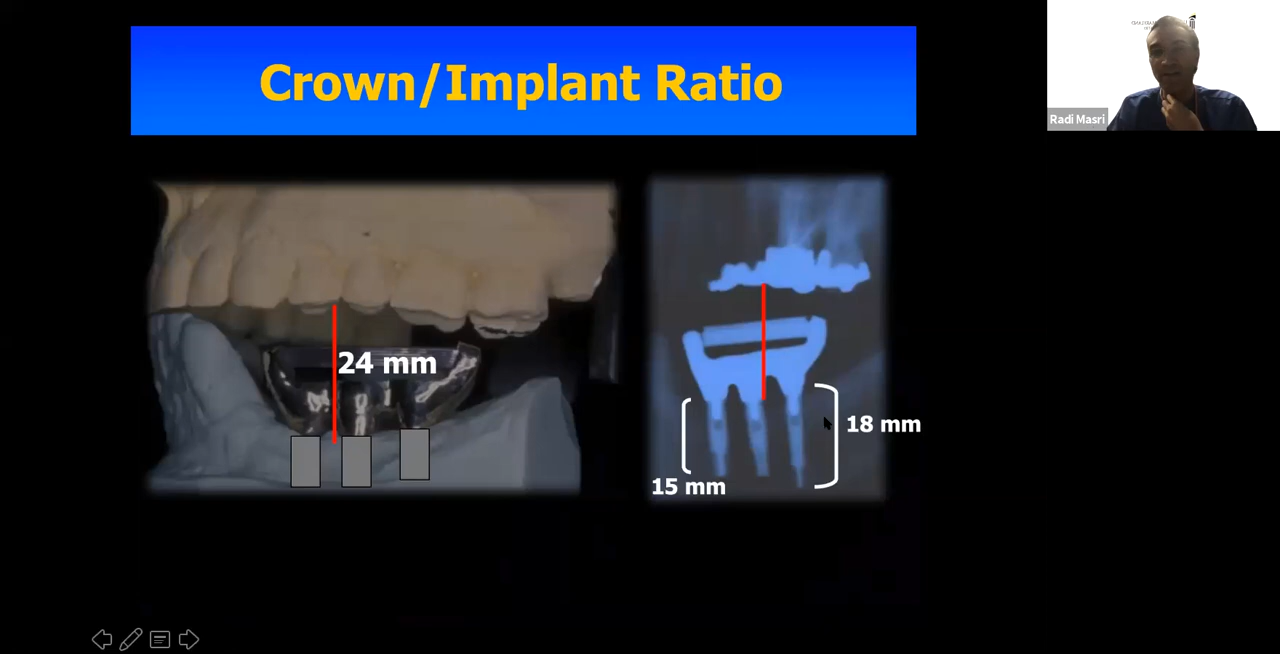 Crown/Implant Ratio
Radi Masri
24 mm
18 mm
15 mm